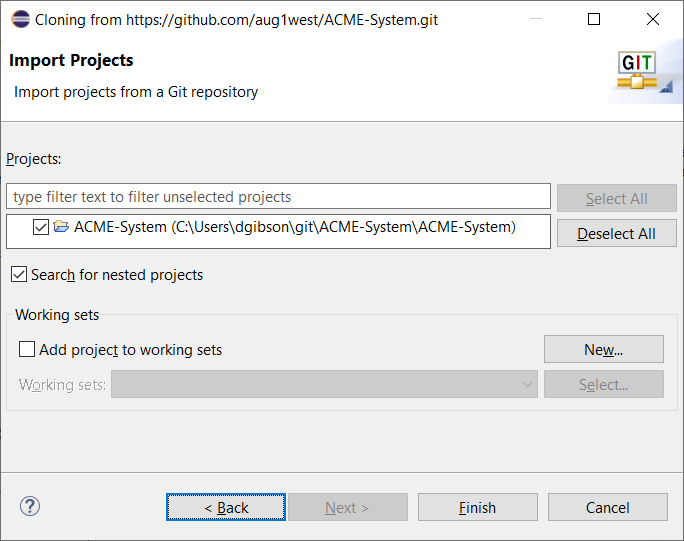 Cloning from https://github.com/aug1west/ACME-System.git
Import Projects
Import projects from a Git repository
GIT
Projects:
type filter text to filter unselected projects
Select All
ACME-System (C:\Users\dgibson\git\ACME-System\ACME-System)
Deselect All
Search for nested projects
Working sets
Add project to working sets
New...
Working sets:
Select...
?
< Back
Next >
Finish
Cancel